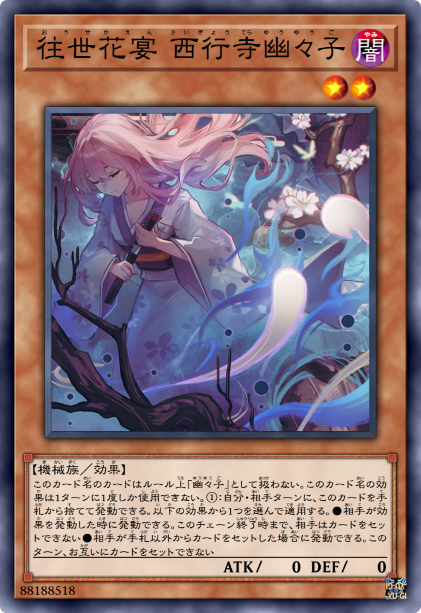 往世花宴 西行寺幽々子
闇
【機械族／効果】
このカード名のカードはルール上「幽々子」として扱わない。このカード名の効
果は1ターンに1度しか使用できない。①：自分・相手ターンに、このカードを手
札から捨てて発動できる。以下の効果から1つを選んで適用する。●相手が効
果を発動した時に発動できる。このチェーン終了時まで、相手はカードをセッ
トできない●相手が手札以外からカードをセットした場合に発動できる。この
ターン、お互いにカードをセットできない
ATK/ 0 DEF/ 0
88188518